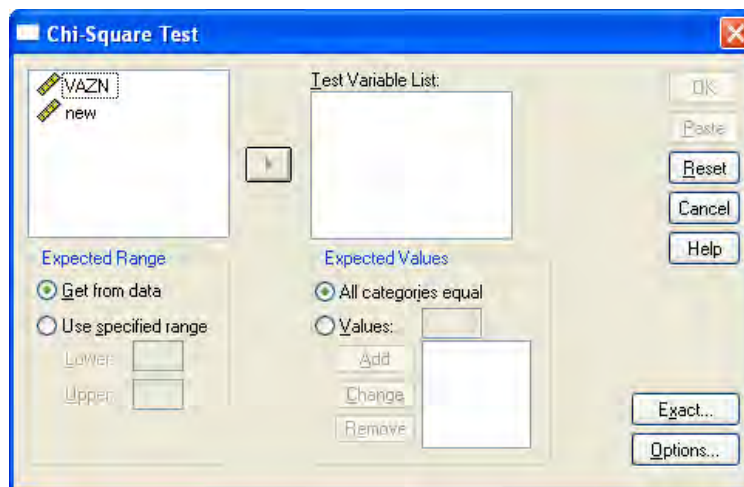 Chi-Square Test
VAZN
new
Test Variable List:
OK
Paste
Reset
Cancel
Help
Expected Range
Get from data
Use specified range
Lower:
Upper:
Expected Values
All categories equal
Values:
Add
Change
Remove
Exact...
Options...